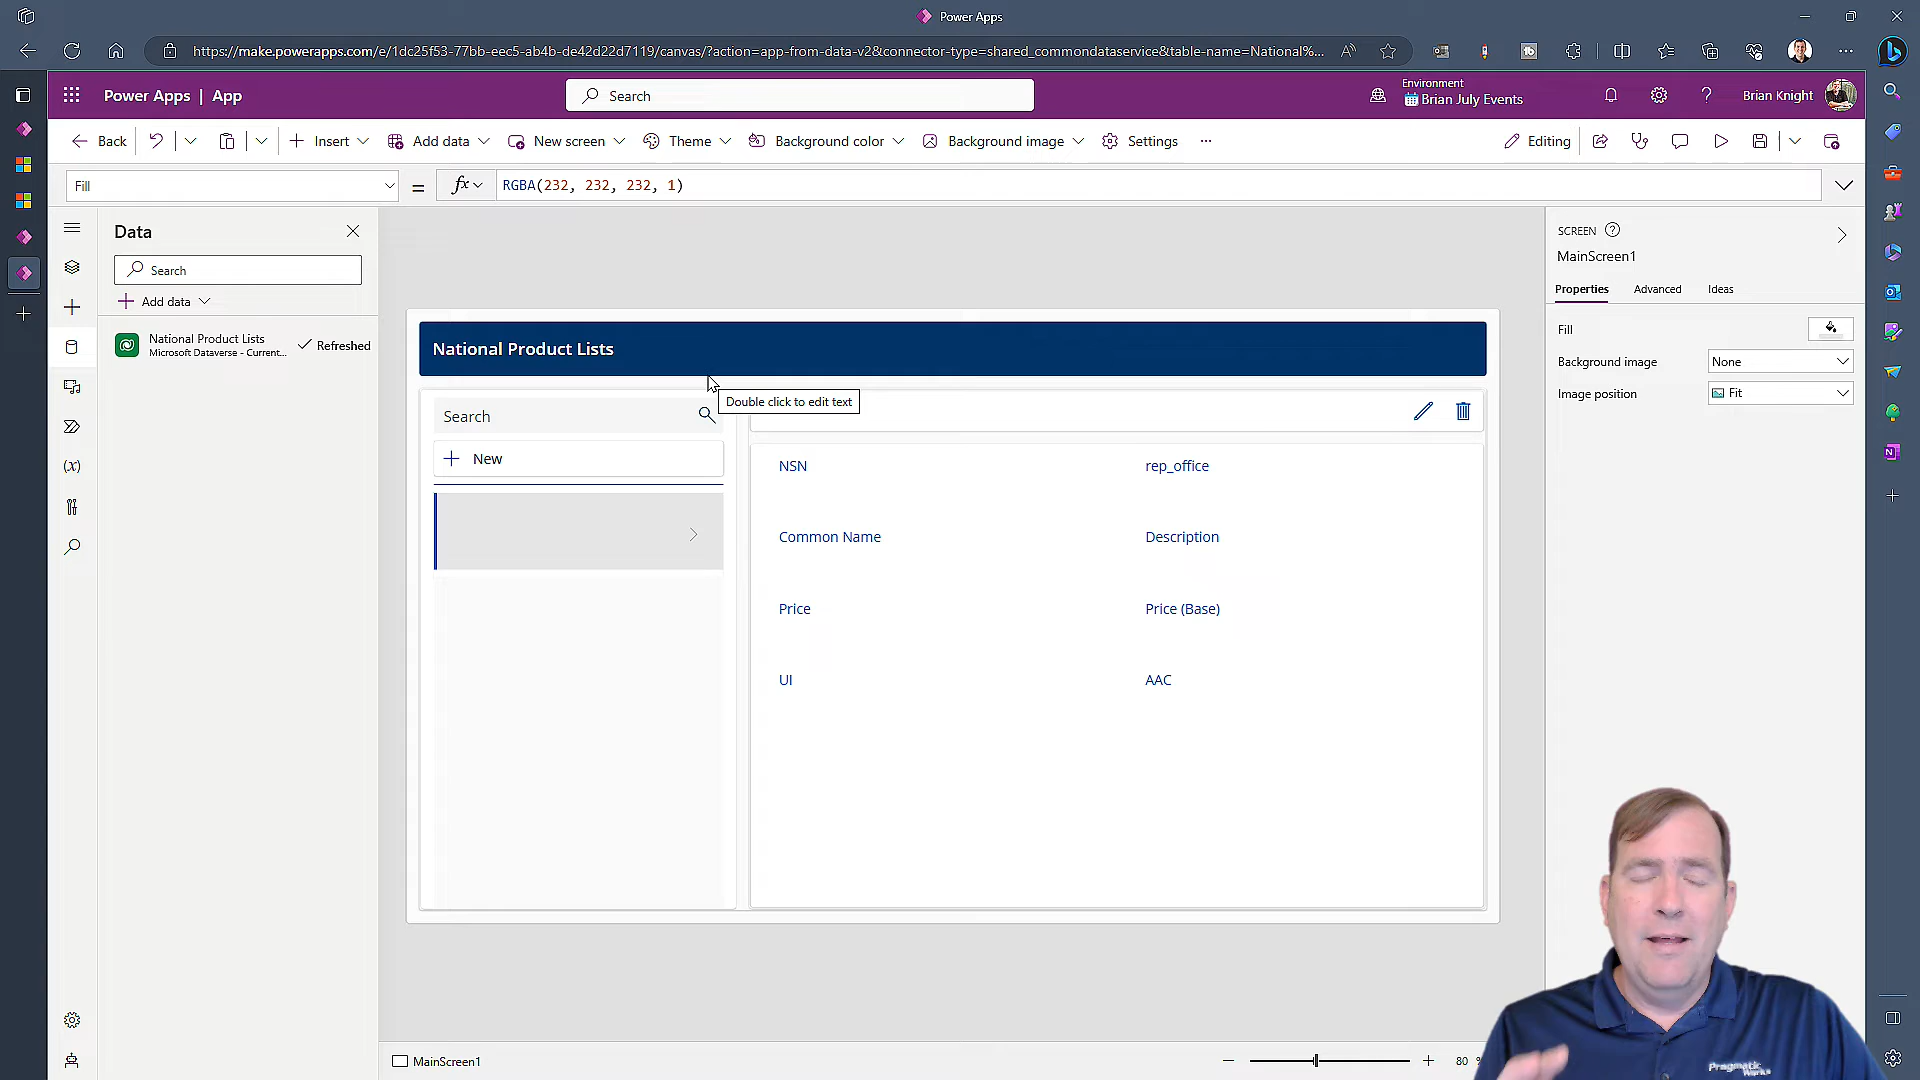 Power Apps
https://make.powerapps.com/e/1dc25f53-77bb-eec5-ab4b-de42d22d7119/canvas/?action=app-from-data-v2&connector-type=shared_commondataservice&table-name=National%...
Power Apps | App
Search
Environment
Brian July Events
Brian Knight
Back
Insert
Add data
New screen
Theme
Background color
Background image
Settings
Editing
Fill
=
fx
RGBA(232, 232, 232, 1)
Data
Search
Add data
National Product Lists
Microsoft Dataverse - Current...
Refreshed
National Product Lists
Double click to edit text
Search
New
NSN
rep_office
Common Name
Description
Price
Price (Base)
UI
AAC
SCREEN
MainScreen1
Properties
Advanced
Ideas
Fill
Background image
None
Image position
Fit
MainScreen1
80 %
Pragmatic
Works